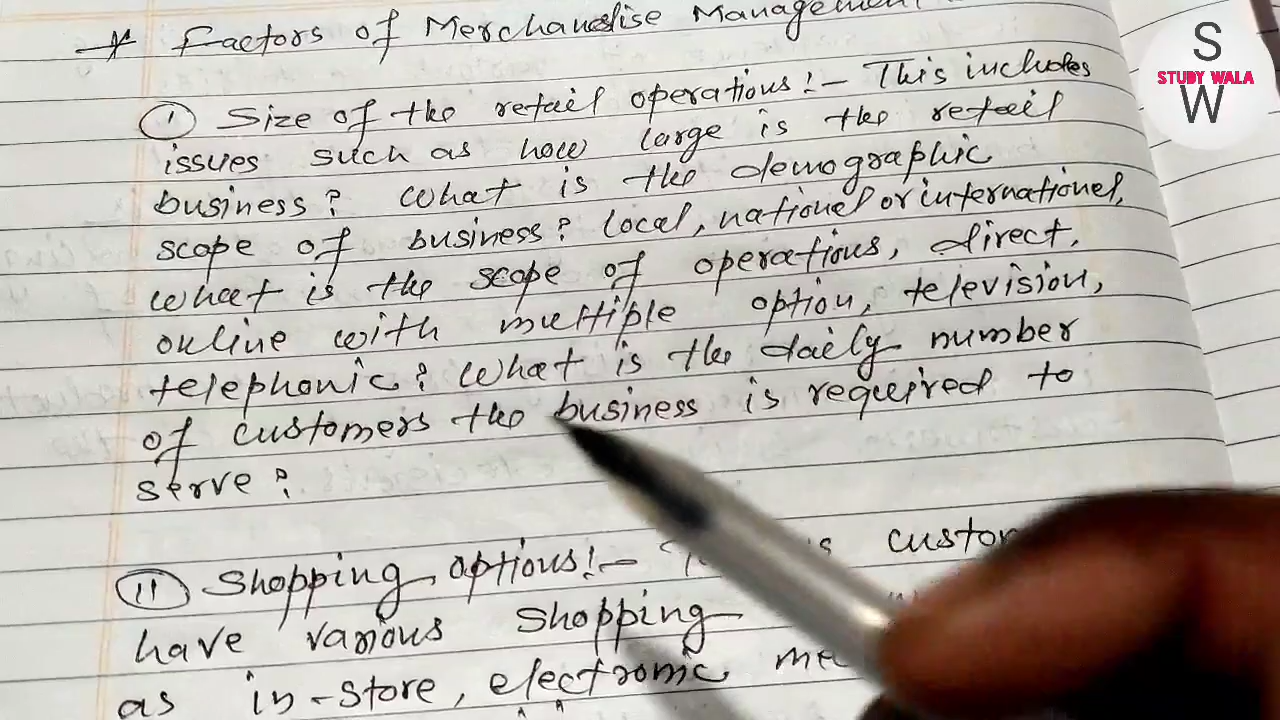 * Factors of Merchandise Management
S
STUDY WALA
W
① Size of the retail operations!- This includes
issues such as how large is the retail
business? What is the demographic
scope of business? local, national or international,
What is the scope of operations, direct,
online with multiple option, television,
telephonic? What is the daily number
of customers the business is required to
serve?
② Shopping options!- customers
have various shopping
as in-store, electronic